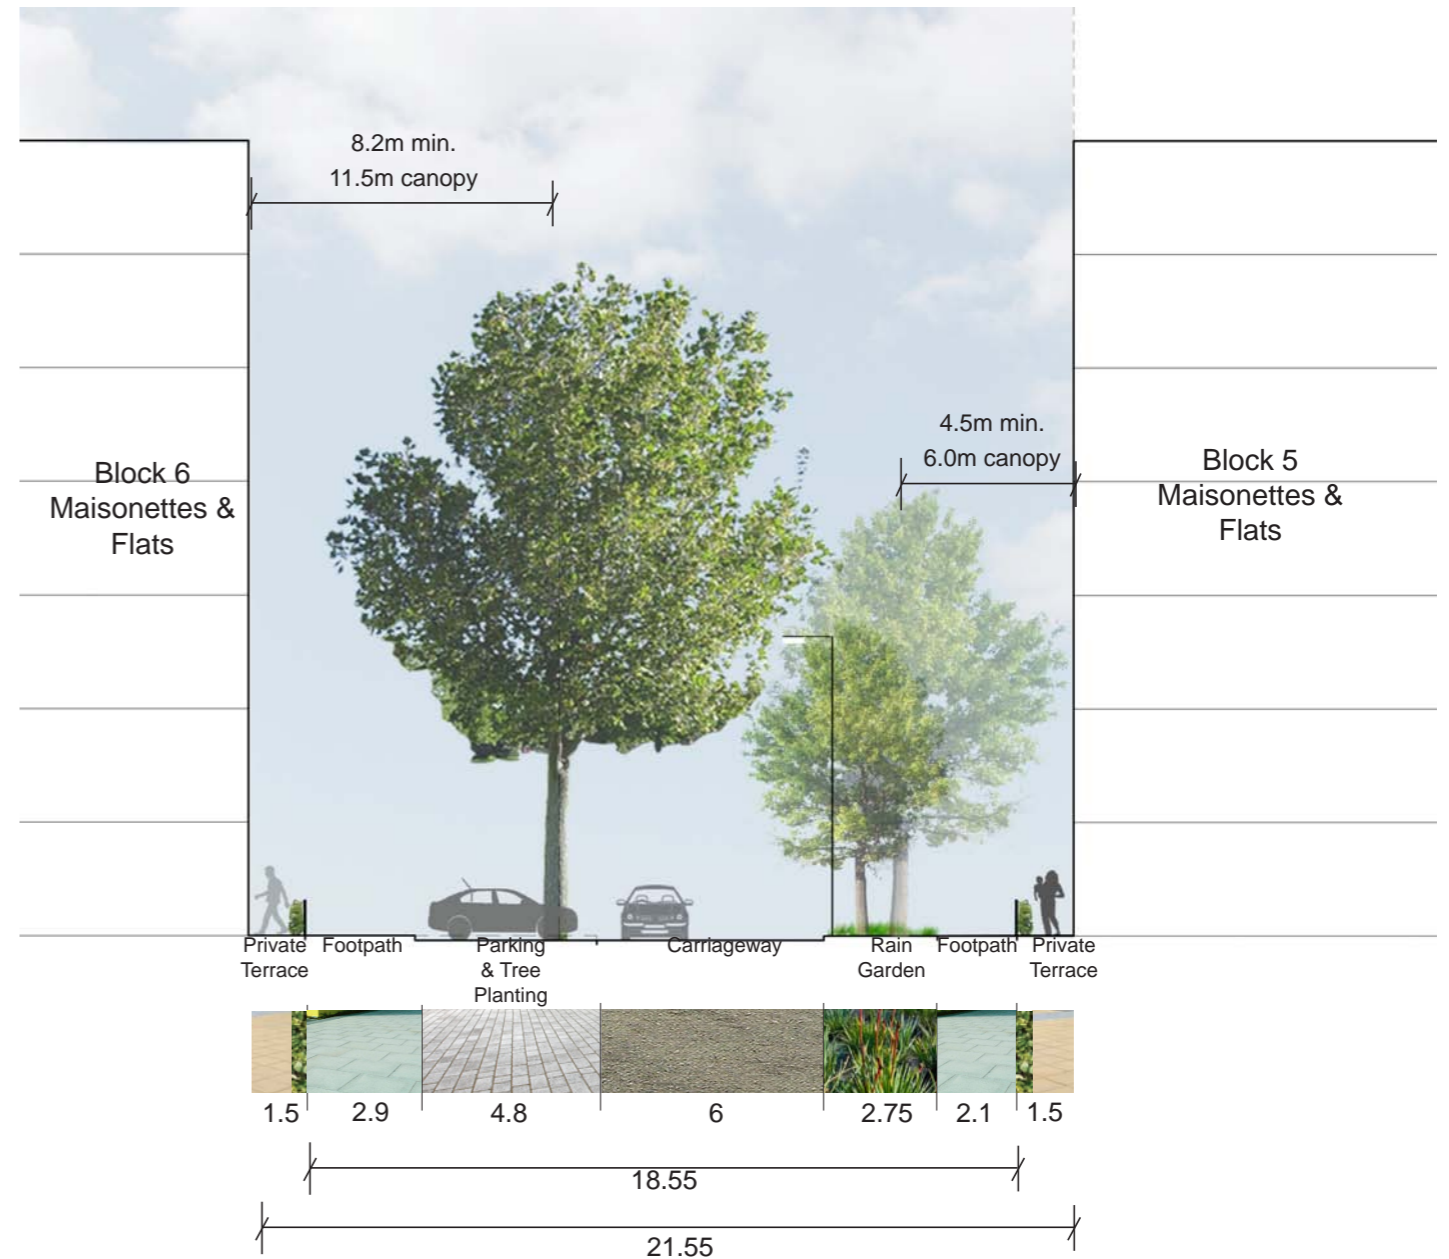 8.2m min.
11.5m canopy
4.5m min.
6.0m canopy
Block 6
Maisonettes &
Flats
Block 5
Maisonettes &
Flats
Private
Terrace
Footpath
Parking
& Tree
Planting
Carriageway
Rain
Garden
Footpath
Private
Terrace
1.5 2.9 4.8 6 2.75 2.1 1.5
18.55
21.55